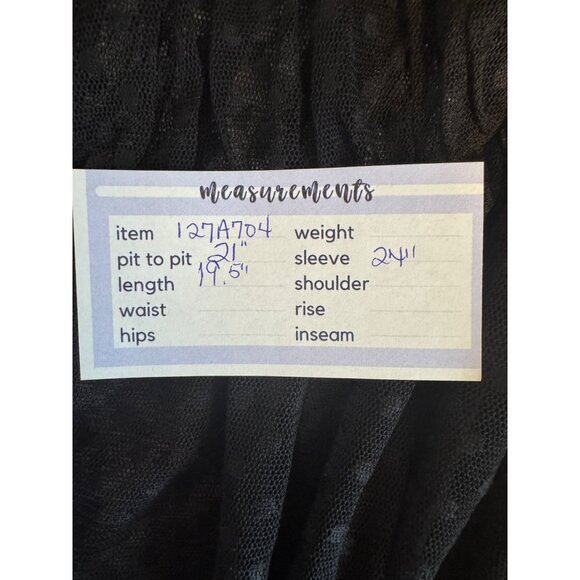 measurements
item 127A704 weight
pit to pit 21" sleeve 24"
length 19.5" shoulder
waist rise
hips inseam